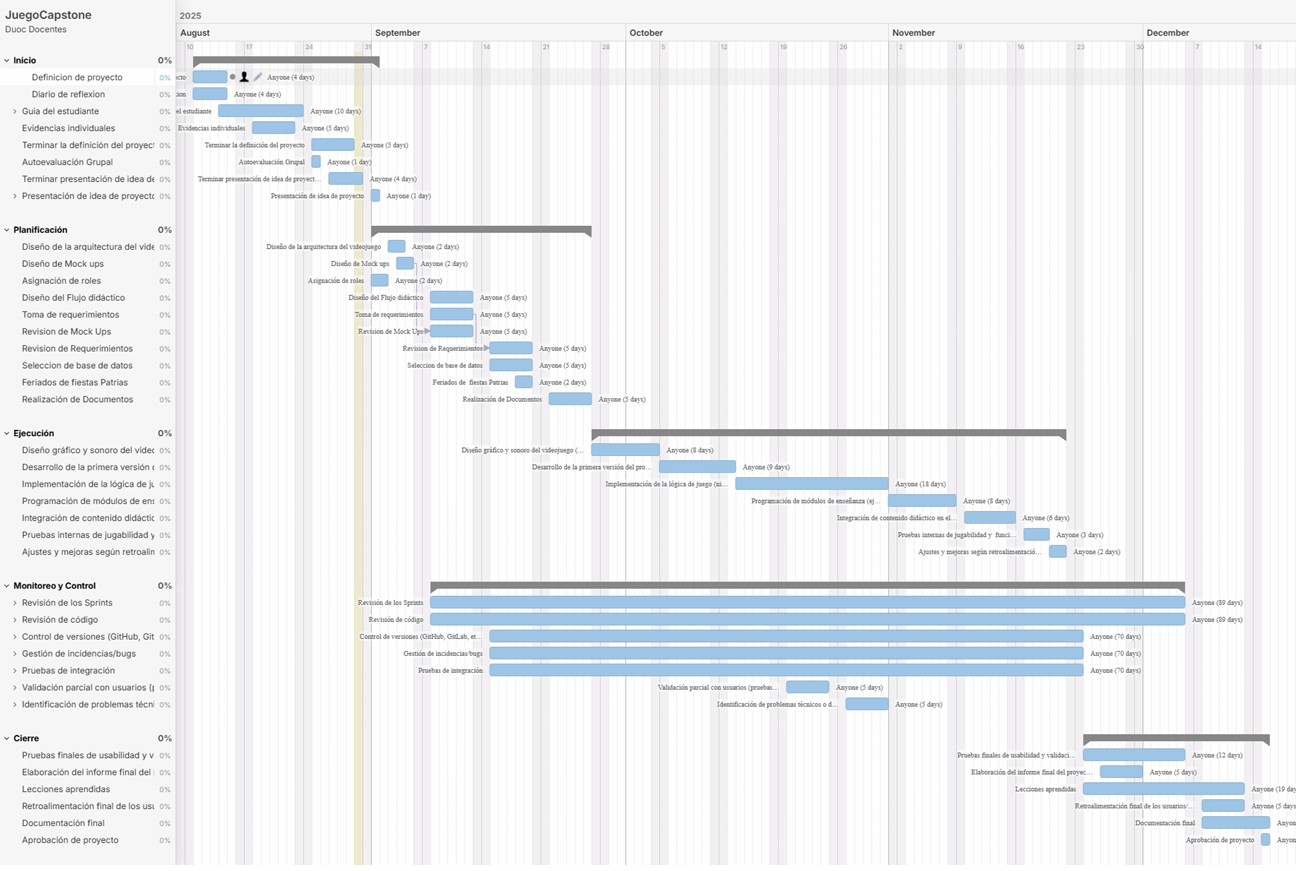 JuegoCapstone
Duoc Docentes
2025
August September October November December
10 17 24 31 7 14 21 28 5 12 19 26 2 9 16 23 30 7 14
Inicio 0%
Definicion de proyecto 0% Anyone (4 days)
Diario de reflexion 0% Anyone (4 days)
Guia del estudiante 0% el estudiante Anyone (10 days)
Evidencias individuales 0% Evidencias individuales Anyone (5 days)
Terminar la definición del proyect 0% Terminar la definición del proyecto Anyone (5 days)
Autoevaluación Grupal 0% Autoevaluación Grupal Anyone (1 day)
Terminar presentación de idea de 0% Terminar presentación de idea de proyect... Anyone (4 days)
Presentación de idea de proyecto 0% Presentación de idea de proyecto Anyone (1 day)
Planificación 0%
Diseño de la arquitectura del vide 0% Diseño de la arquitectura del videojuego Anyone (2 days)
Diseño de Mock ups 0% Diseño de Mock ups Anyone (2 days)
Asignación de roles 0% Asignación de roles Anyone (2 days)
Diseño del Flujo didáctico 0% Diseño del Flujo didáctico Anyone (5 days)
Toma de requerimientos 0% Toma de requerimientos Anyone (5 days)
Revision de Mock Ups 0% Revision de Mock Ups Anyone (5 days)
Revision de Requerimientos 0% Revision de Requerimientos Anyone (5 days)
Seleccion de base de datos 0% Seleccion de base de datos Anyone (5 days)
Feriados de fiestas Patrias 0% Feriados de fiestas Patrias Anyone (2 days)
Realización de Documentos 0% Realización de Documentos Anyone (5 days)
Ejecución 0%
Diseño gráfico y sonoro del videc 0% Diseño gráfico y sonoro del videojuego (... Anyone (8 days)
Desarrollo de la primera versión c 0% Desarrollo de la primera versión del pro... Anyone (9 days)
Implementación de la lógica de ju 0% Implementación de la lógica de juego (ni... Anyone (18 days)
Programación de módulos de ens 0% Programación de módulos de enseñanza (ej... Anyone (8 days)
Integración de contenido didáctic 0% Integración de contenido didáctico en el... Anyone (6 days)
Pruebas internas de jugabilidad y 0% Pruebas internas de jugabilidad y funci... Anyone (3 days)
Ajustes y mejoras según retroalin 0% Ajustes y mejoras según retroalimentació... Anyone (2 days)
Monitoreo y Control 0%
Revisión de los Sprints 0% Revisión de los Sprints Anyone (89 days)
Revisión de código 0% Revisión de código Anyone (89 days)
Control de versiones (GitHub, Git 0% Control de versiones (GitHub, GitLab, et... Anyone (70 days)
Gestión de incidencias/bugs 0% Gestión de incidencias/bugs Anyone (70 days)
Pruebas de integración 0% Pruebas de integración Anyone (70 days)
Validación parcial con usuarios (p 0% Validación parcial con usuarios (pruebas... Anyone (5 days)
Identificación de problemas técni 0% Identificación de problemas técnicos o d... Anyone (5 days)
Cierre 0%
Pruebas finales de usabilidad y v 0% Pruebas finales de usabilidad y validaci... Anyone (12 days)
Elaboración del informe final del 0% Elaboración del informe final del proyec... Anyone (5 days)
Lecciones aprendidas 0% Lecciones aprendidas Anyone (19 day
Retroalimentación final de los usu 0% Retroalimentación final de los usuarios/... Anyone (5 days
Documentación final 0% Documentación final Anyon
Aprobación de proyecto 0% Aprobación de proyecto Anyon